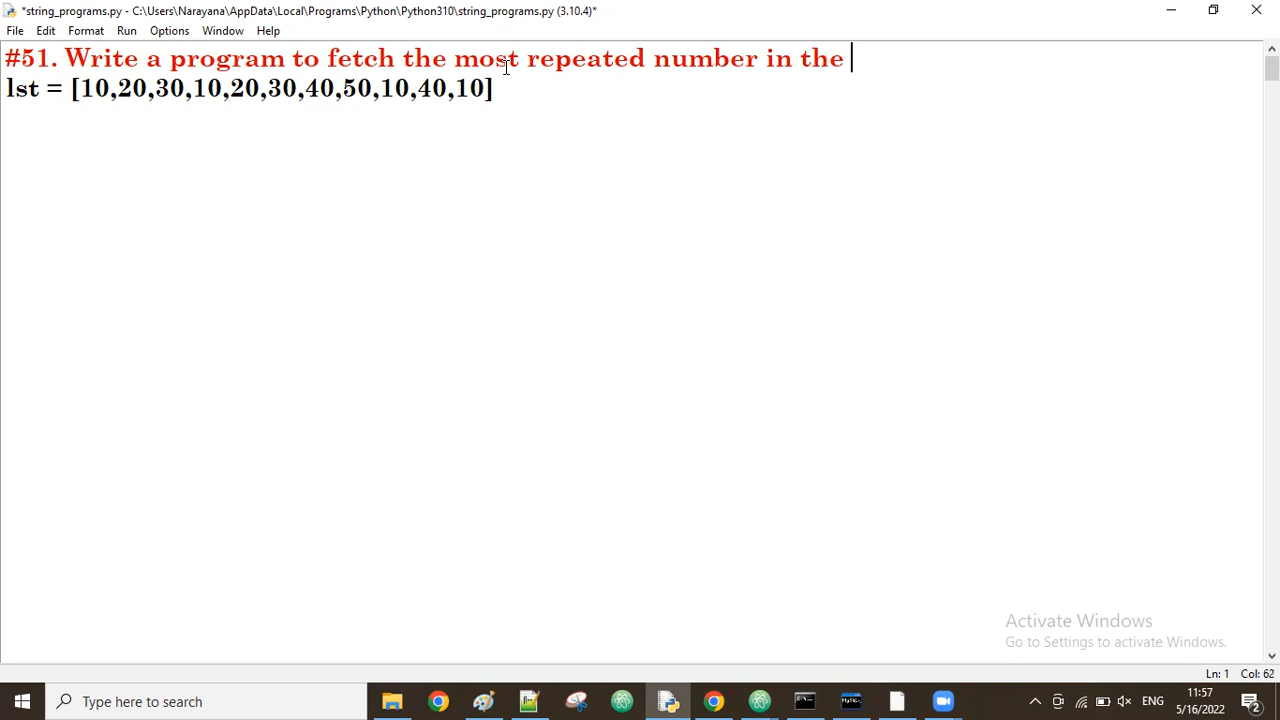 *string_programs.py - C:\Users\Narayana\AppData\Local\Programs\Python\Python310\string_programs.py (3.10.4)*
File Edit Format Run Options Window Help
#51. Write a program to fetch the most repeated number in the
lst = [10,20,30,10,20,30,40,50,10,40,10]
Activate Windows
Go to Settings to activate Windows.
Ln: 1 Col: 62
Type here to search
ENG
11:57
5/16/2022
2